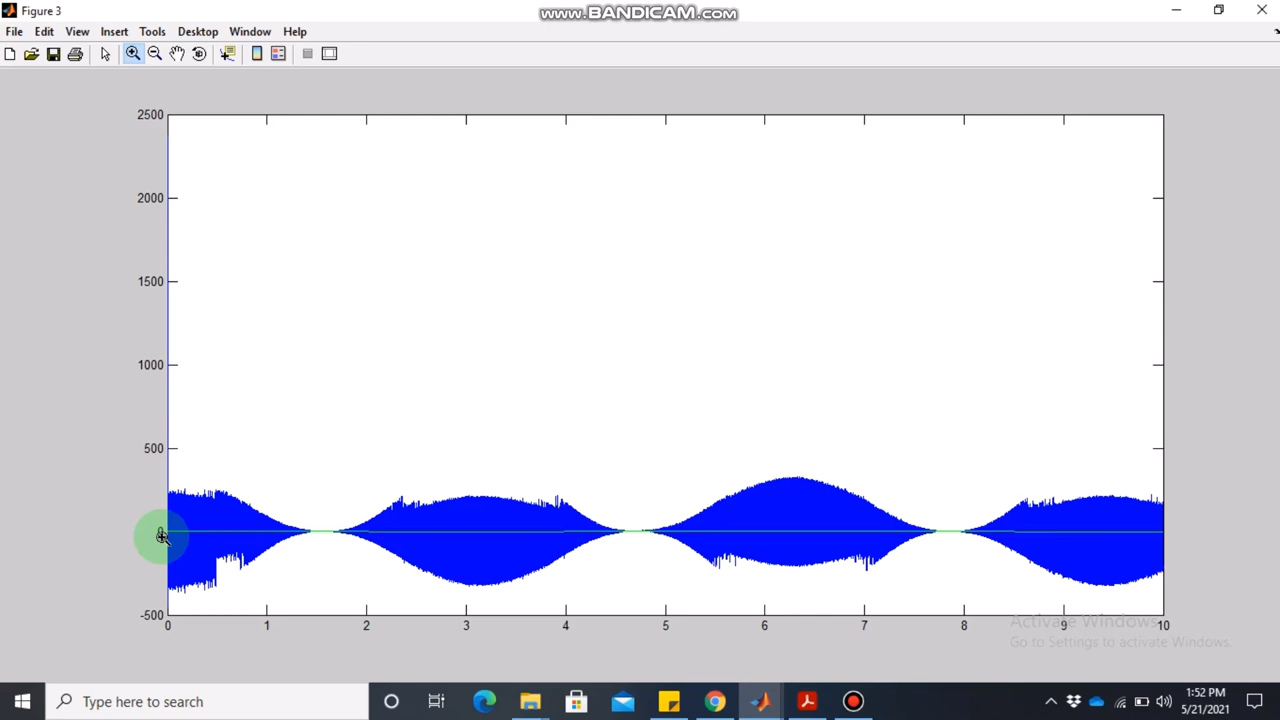 Figure 3
www.BANDICAM.com
File Edit View Insert Tools Desktop Window Help
2500
2000
1500
1000
500
0
-500
0 1 2 3 4 5 6 7 8 9 10
Activate Windows
Go to Settings to activate Windows.
Type here to search
1:52 PM
5/21/2021